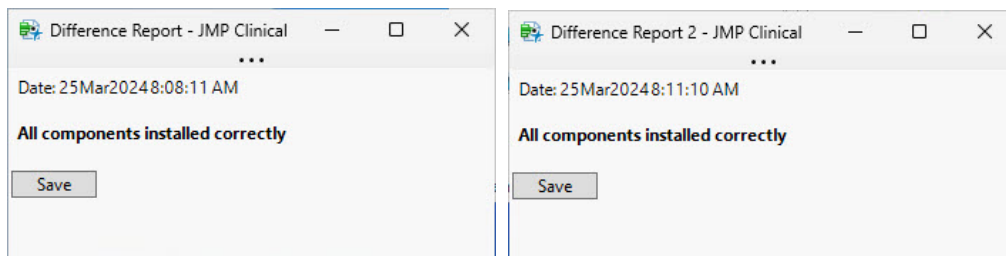 Difference Report - JMP Clinical
Date: 25Mar2024 8:08:11 AM
All components installed correctly
Save
Difference Report 2 - JMP Clinical
Date: 25Mar2024 8:11:10 AM
All components installed correctly
Save